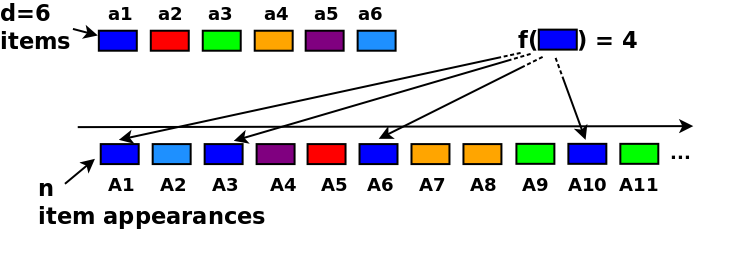 d=6
items
a1 a2 a3 a4 a5 a6
f( ) = 4
A1 A2 A3 A4 A5 A6 A7 A8 A9 A10 A11 ...
n
item appearances